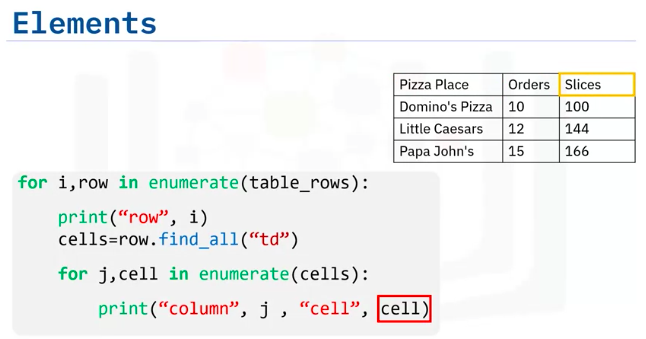 Elements
Pizza Place Orders Slices
Domino's Pizza 10 100
Little Caesars 12 144
Papa John's 15 166
for i,row in enumerate(table_rows):
print(“row”, i)
cells=row.find_all(“td”)
for j,cell in enumerate(cells):
print(“column”, j , “cell”, cell)